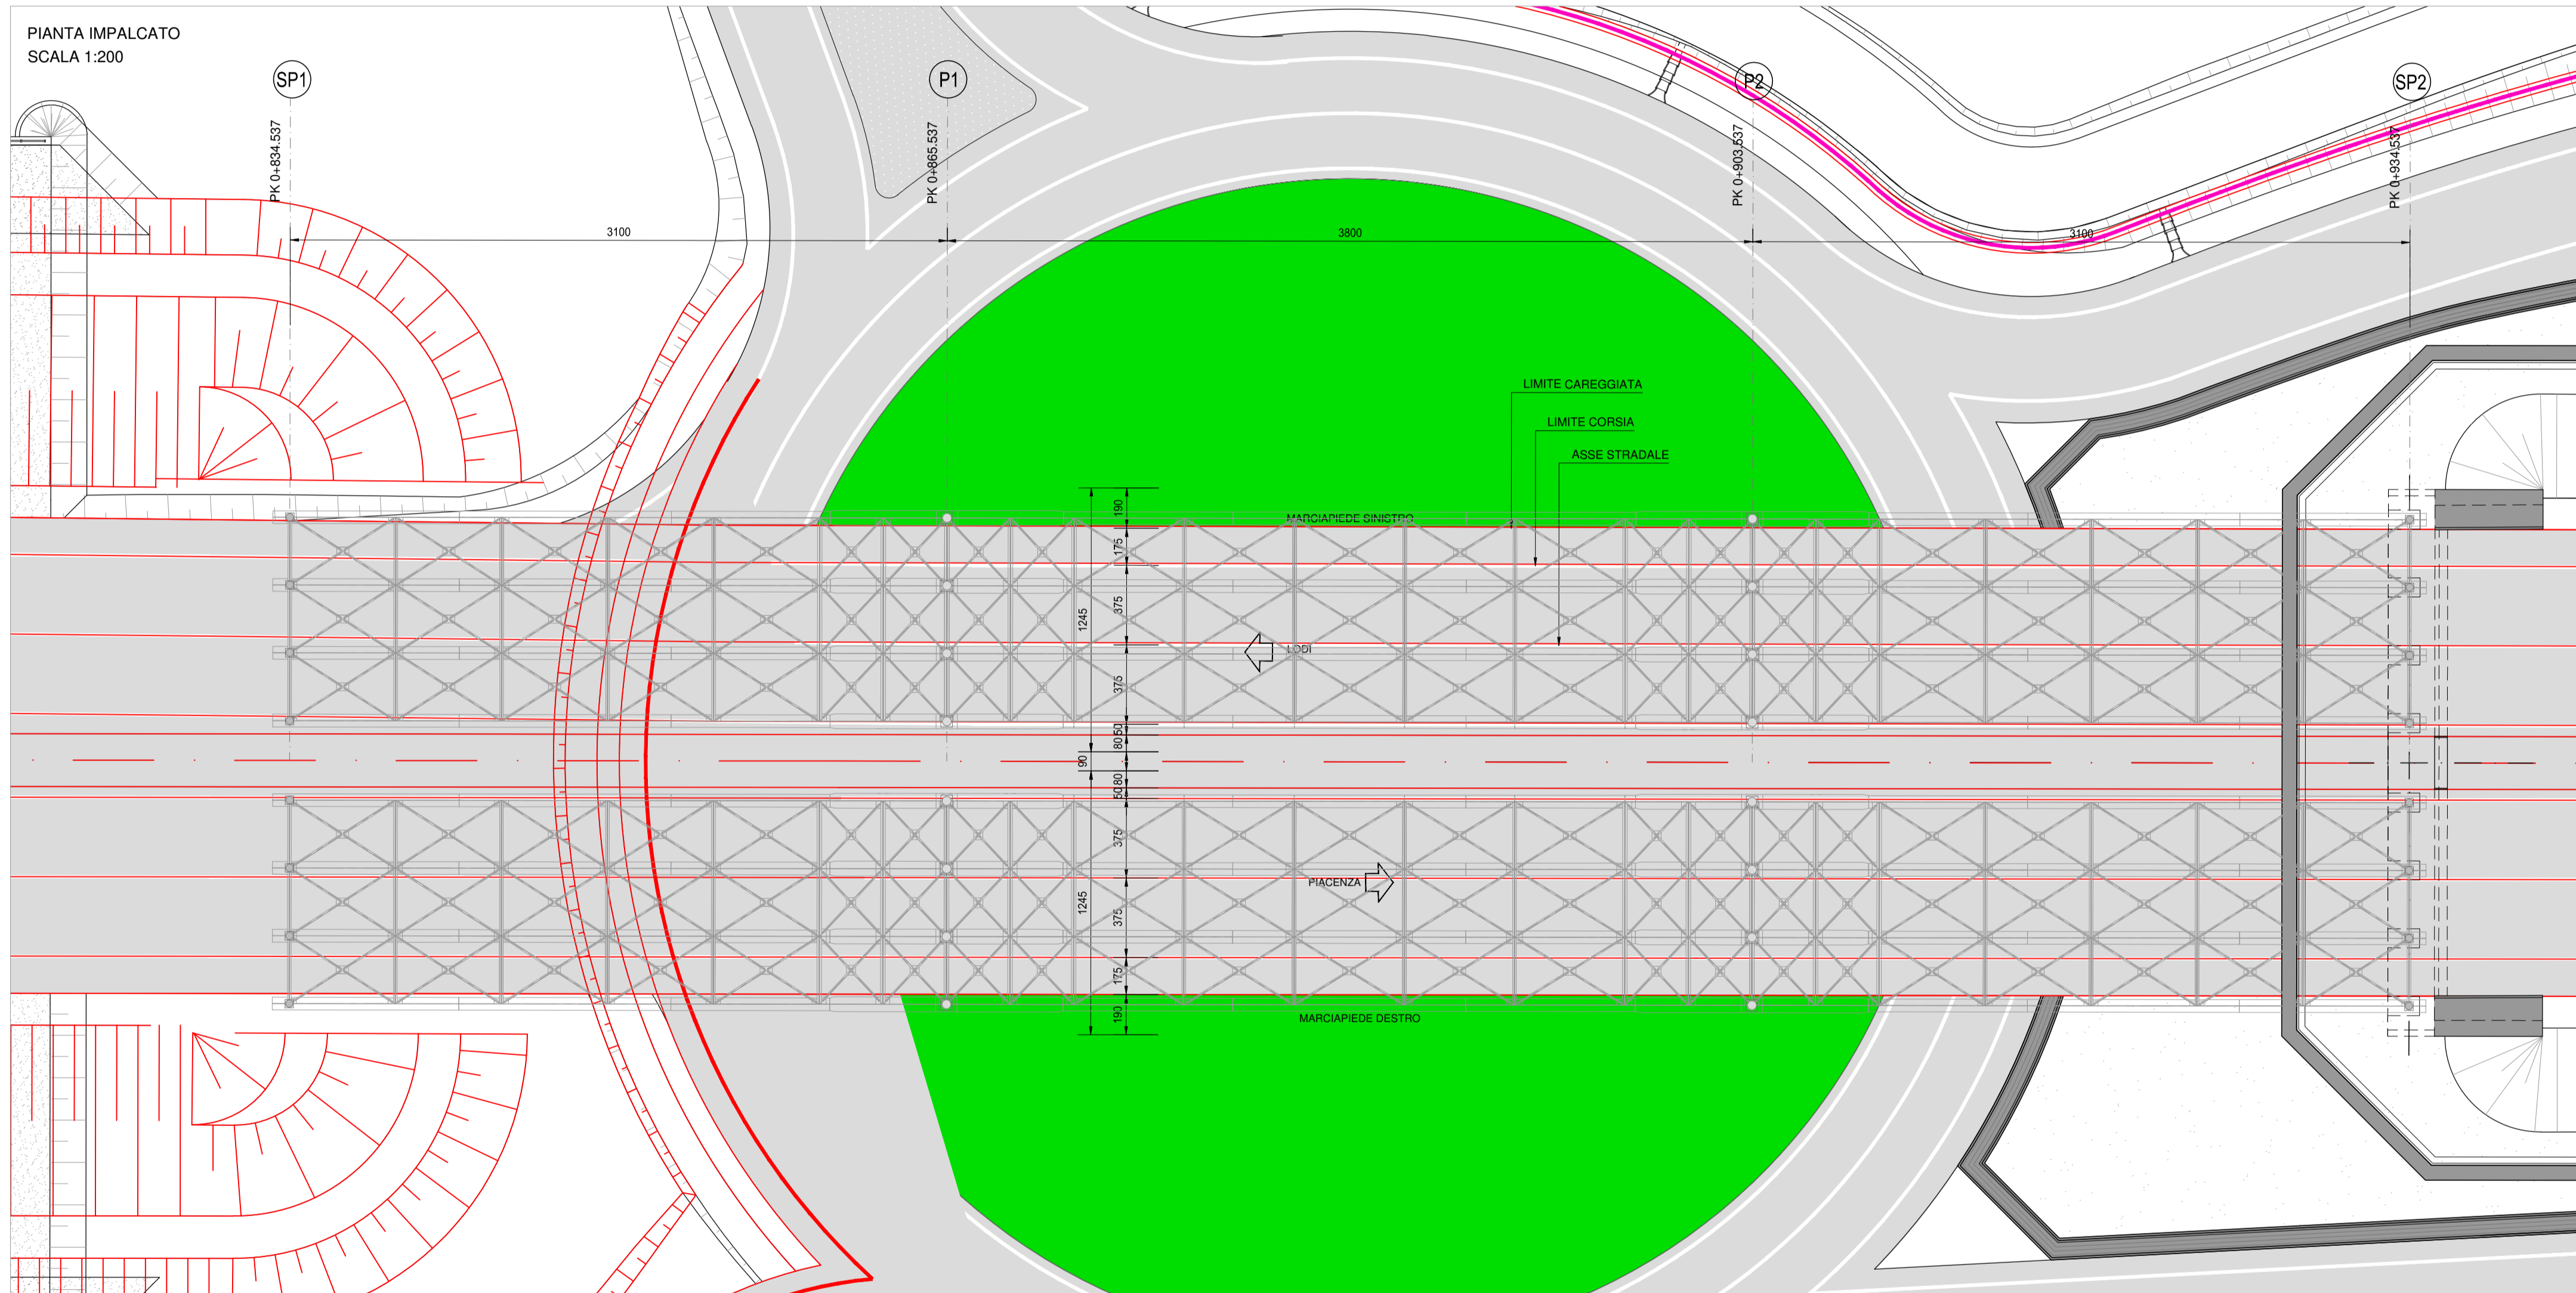 PIANTA IMPALCATO
SCALA 1:200
SP1
P1
P2
SP2
PK 0+834.537
PK 0+865.537
PK 0+903.537
PK 0+934.537
3100
3800
3100
LIMITE CAREGGIATA
LIMITE CORSIA
ASSE STRADALE
190
MARCIAPIEDE SINISTRO
175
375
1245
LODI
375
50
80
90
80
50
375
PIACENZA
1245
375
175
190
MARCIAPIEDE DESTRO